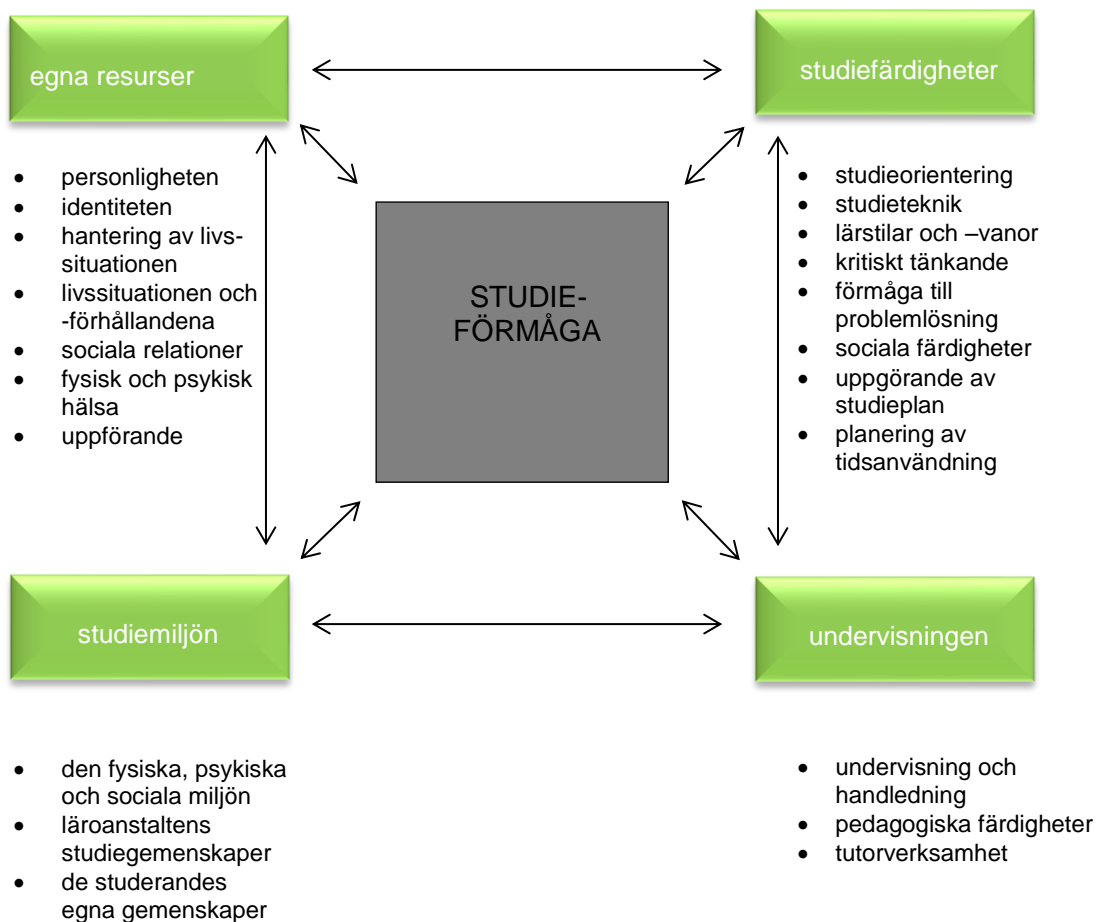 egna resurser
studiefärdigheter
• personligheten
• identiteten
• hantering av livs-
situationen
• livssituationen och
-förhållandena
• sociala relationer
• fysisk och psykisk
hälsa
• uppförande
STUDIE-
FÖRMÅGA
• studieorientering
• studieteknik
• lärstilar och –vanor
• kritiskt tänkande
• förmåga till
problemlösning
• sociala färdigheter
• uppgörande av
studieplan
• planering av
tidsanvändning
studiemiljön
undervisningen
• den fysiska, psykiska
och sociala miljön
• läroanstaltens
studiegemenskaper
• de studerandes
egna gemenskaper
• undervisning och
handledning
• pedagogiska färdigheter
• tutorverksamhet